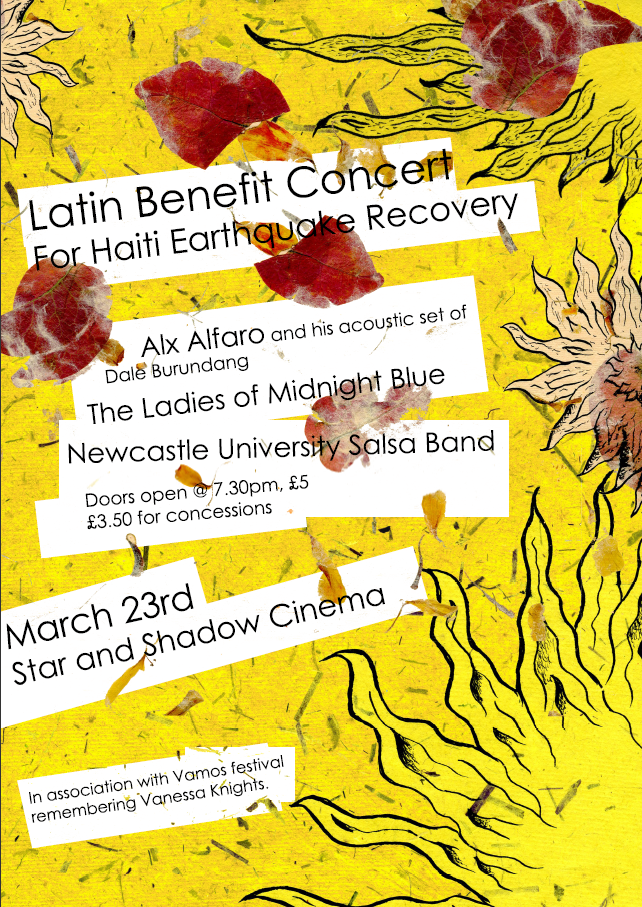 Latin Benefit Concert
For Haiti Earthquake Recovery
Alx Alfaro and his acoustic set of
Dale Burundang
The Ladies of Midnight Blue
Newcastle University Salsa Band
Doors open @ 7.30pm, £5
£3.50 for concessions
March 23rd
Star and Shadow Cinema
In association with Vamos festival
remembering Vanessa Knights.